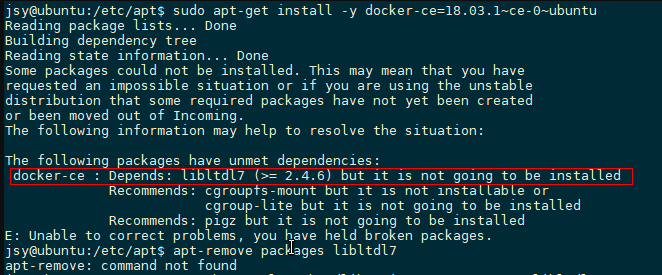 jsy@ubuntu:/etc/apt$ sudo apt-get install -y docker-ce=18.03.1~ce-0~ubuntu
Reading package lists... Done
Building dependency tree
Reading state information... Done
Some packages could not be installed. This may mean that you have
requested an impossible situation or if you are using the unstable
distribution that some required packages have not yet been created
or been moved out of Incoming.
The following information may help to resolve the situation:
The following packages have unmet dependencies:
docker-ce : Depends: libltdl7 (>= 2.4.6) but it is not going to be installed
Recommends: cgroupfs-mount but it is not installable or
cgroup-lite but it is not going to be installed
Recommends: pigz but it is not going to be installed
E: Unable to correct problems, you have held broken packages.
jsy@ubuntu:/etc/apt$ apt-remove packages libltdl7
apt-remove: command not found